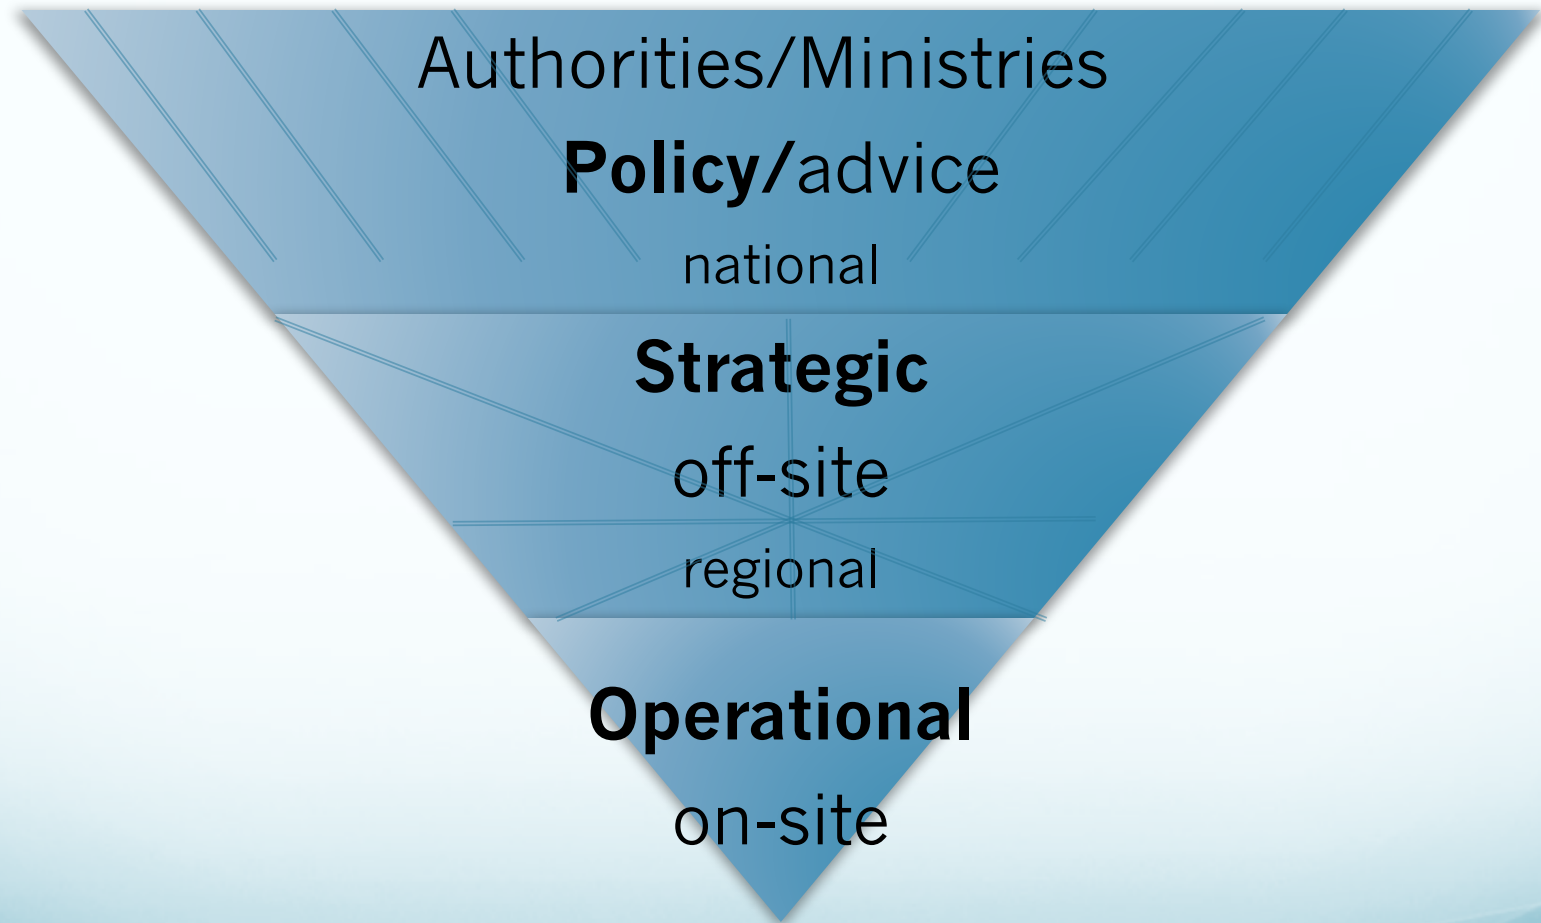 Authorities/Ministries
Policy/advice
national
Strategic
off-site
regional
Operational
on-site